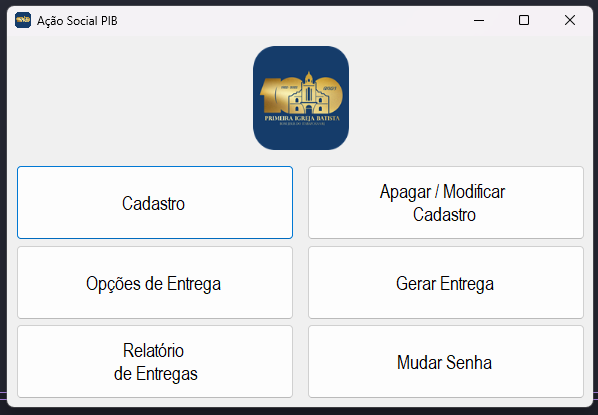 Ação Social PIB
100
PRIMEIRA IGREJA BATISTA
Cadastro
Apagar / Modificar
Cadastro
Opções de Entrega
Gerar Entrega
Relatório
de Entregas
Mudar Senha